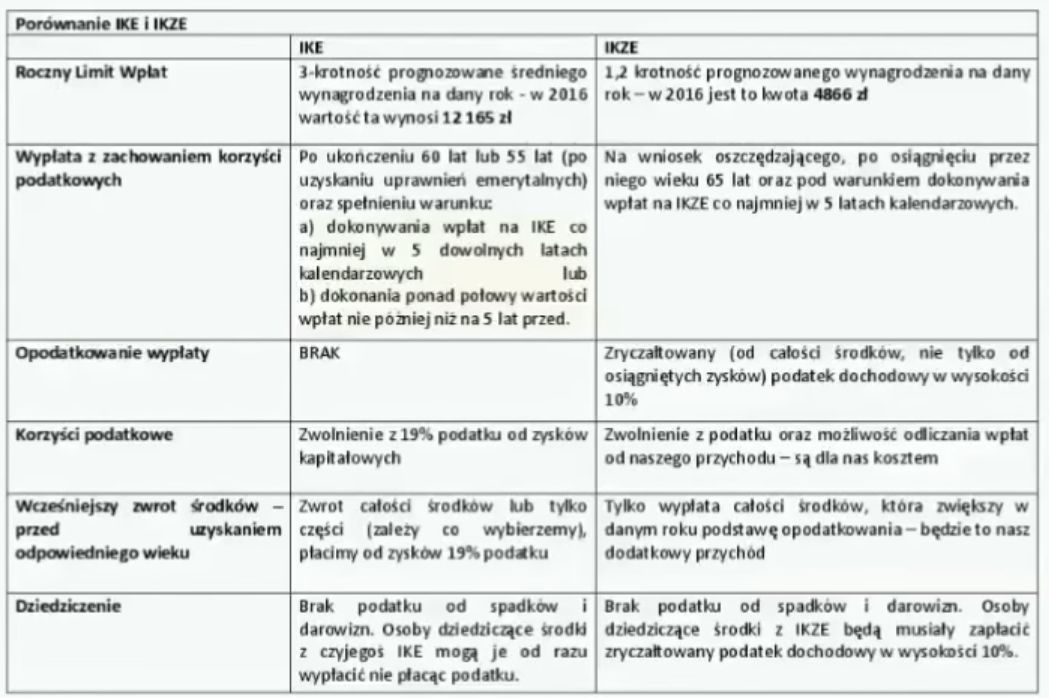 Porównanie IKE i IKZE
IKE
IKZE
Roczny Limit Wpłat
3-krotność prognozowane średniego
wynagrodzenia na dany rok - w 2016
wartość ta wynosi 12 165 zł
1,2 krotność prognozowanego wynagrodzenia na dany
rok – w 2016 jest to kwota 4866 zł
Wypłata z zachowaniem korzyści
podatkowych
Po ukończeniu 60 lat lub 55 lat (po
uzyskaniu uprawnień emerytalnych)
oraz spełnieniu warunku:
a) dokonywania wpłat na IKE co
najmniej w 5 dowolnych latach
kalendarzowych lub
b) dokonania ponad połowy wartości
wpłat nie później niż na 5 lat przed.
Na wniosek oszczędzającego, po osiągnięciu przez
niego wieku 65 lat oraz pod warunkiem dokonywania
wpłat na IKZE co najmniej w 5 latach kalendarzowych.
Opodatkowanie wypłaty
BRAK
Zryczałtowany (od całości środków, nie tylko od
osiągniętych zysków) podatek dochodowy w wysokości
10%
Korzyści podatkowe
Zwolnienie z 19% podatku od zysków
kapitałowych
Zwolnienie z podatku oraz możliwość odliczania wpłat
od naszego przychodu – są dla nas kosztem
Wcześniejszy zwrot środków –
przed uzyskaniem
odpowiedniego wieku
Zwrot całości środków lub tylko
części (zależy co wybierzemy),
płacimy od zysków 19% podatku
Tylko wypłata całości środków, która zwiększy w
danym roku podstawę opodatkowania – będzie to nasz
dodatkowy przychód
Dziedziczenie
Brak podatku od spadków i
darowizn. Osoby dziedziczące środki
z czyjegoś IKE mogą je od razu
wypłacić nie płacąc podatku.
Brak podatku od spadków i darowizn. Osoby
dziedziczące środki z IKZE będą musiały zapłacić
zryczałtowany podatek dochodowy w wysokości 10%.